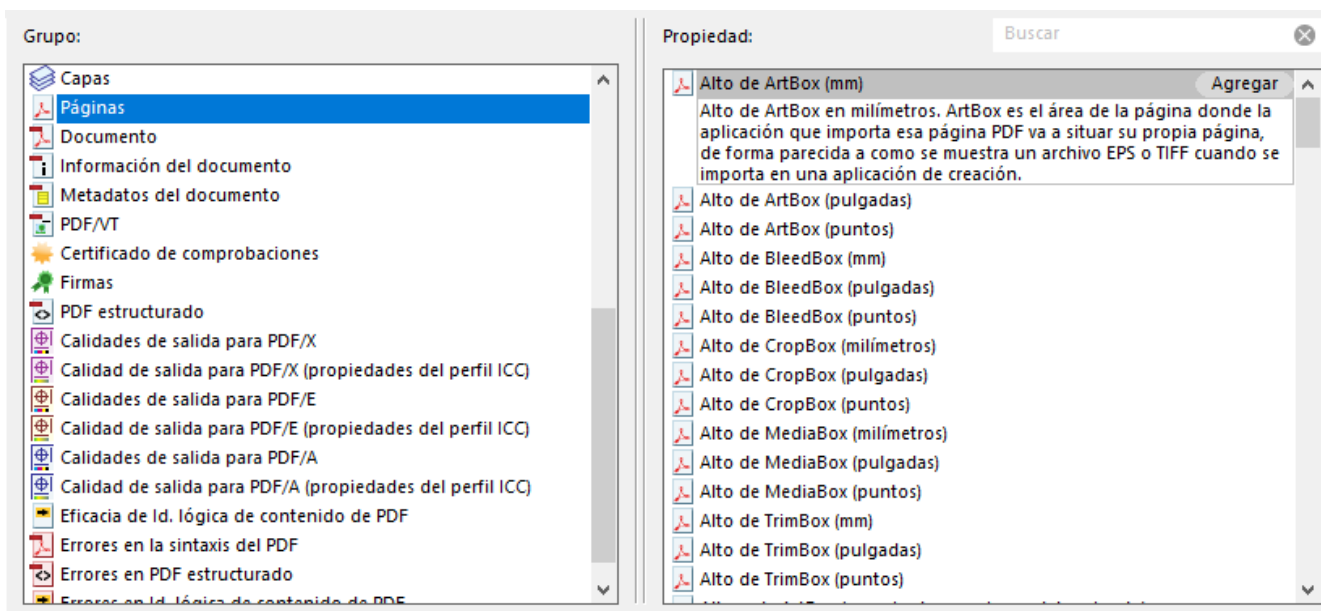 Grupo:
Capas
Páginas
Documento
Información del documento
Metadatos del documento
PDF/VT
Certificado de comprobaciones
Firmas
PDF estructurado
Calidades de salida para PDF/X
Calidad de salida para PDF/X (propiedades del perfil ICC)
Calidades de salida para PDF/E
Calidad de salida para PDF/E (propiedades del perfil ICC)
Calidades de salida para PDF/A
Calidad de salida para PDF/A (propiedades del perfil ICC)
Eficacia de Id. lógica de contenido de PDF
Errores en la sintaxis del PDF
Errores en PDF estructurado
Errores en Id. lógica de contenido de PDF
Propiedad:
Buscar
Alto de ArtBox (mm)
Agregar
Alto de ArtBox en milímetros. ArtBox es el área de la página donde la
aplicación que importa esa página PDF va a situar su propia página,
de forma parecida a como se muestra un archivo EPS o TIFF cuando se
importa en una aplicación de creación.
Alto de ArtBox (pulgadas)
Alto de ArtBox (puntos)
Alto de BleedBox (mm)
Alto de BleedBox (pulgadas)
Alto de BleedBox (puntos)
Alto de CropBox (milímetros)
Alto de CropBox (pulgadas)
Alto de CropBox (puntos)
Alto de MediaBox (milímetros)
Alto de MediaBox (pulgadas)
Alto de MediaBox (puntos)
Alto de TrimBox (mm)
Alto de TrimBox (pulgadas)
Alto de TrimBox (puntos)